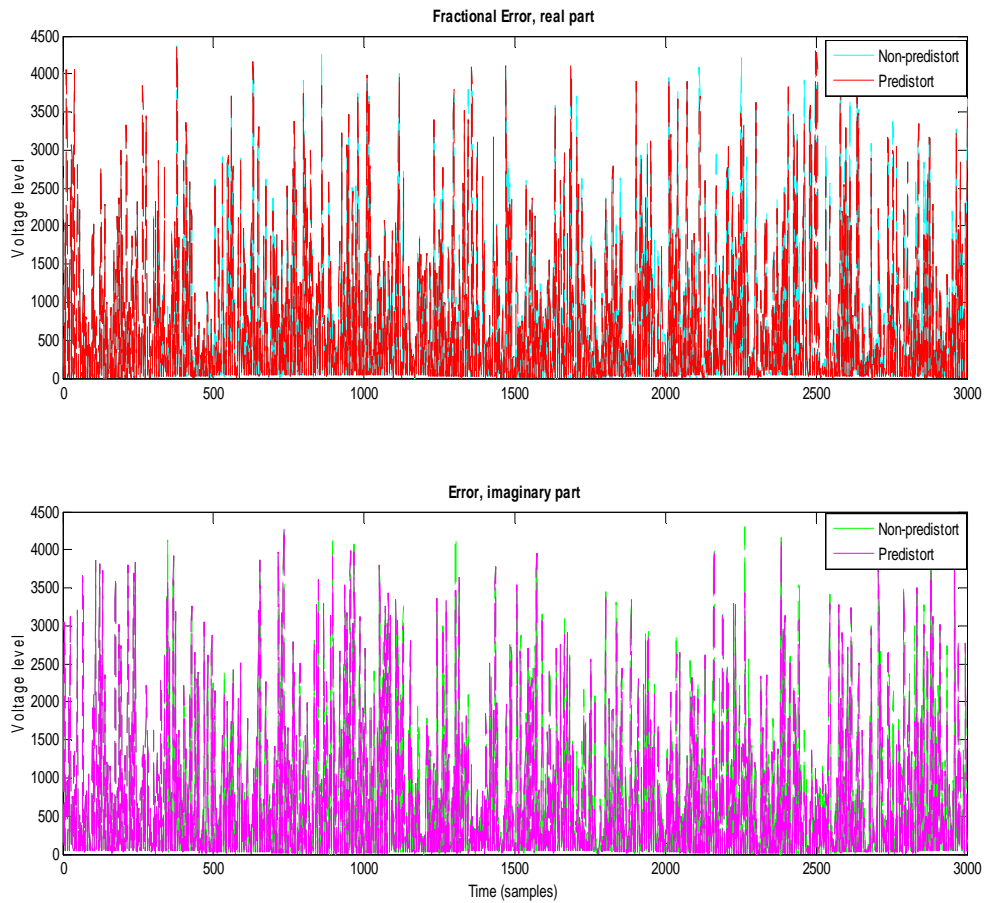 Fractional Error, real part
4500
4000
3500
3000
2500
2000
1500
1000
500
0
Voltage level
Non-predistort
Predistort
0 500 1000 1500 2000 2500 3000
Error, imaginary part
4500
4000
3500
3000
2500
2000
1500
1000
500
0
Voltage level
Non-predistort
Predistort
0 500 1000 1500 2000 2500 3000
Time (samples)